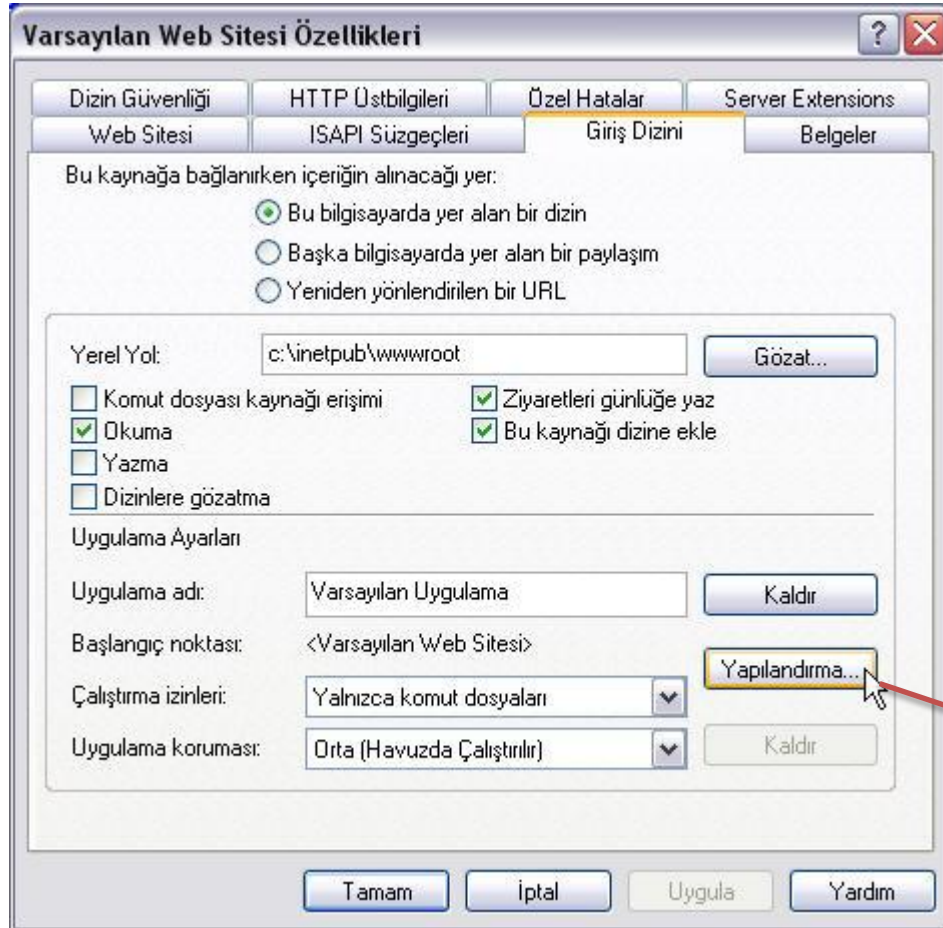 Varsayılan Web Sitesi Özellikleri
Dizin Güvenliği HTTP Üstbilgileri Özel Hatalar Server Extensions
Web Sitesi ISAPI Süzgeçleri Giriş Dizini Belgeler
Bu kaynağa bağlanırken içeriğin alınacağı yer:
Bu bilgisayarda yer alan bir dizin
Başka bilgisayarda yer alan bir paylaşım
Yeniden yönlendirilen bir URL
Yerel Yol: c:\inetpub\wwwroot Gözat...
Komut dosyası kaynağı erişimi Ziyaretleri günlüğe yaz
Okuma Bu kaynağı dizine ekle
Yazma
Dizinlere gözatma
Uygulama Ayarları
Uygulama adı: Varsayılan Uygulama Kaldır
Başlangıç noktası: <Varsayılan Web Sitesi>
Yapılandırma...
Çalıştırma izinleri: Yalnızca komut dosyaları
Uygulama koruması: Orta (Havuzda Çalıştırılır) Kaldır
Tamam İptal Uygula Yardım